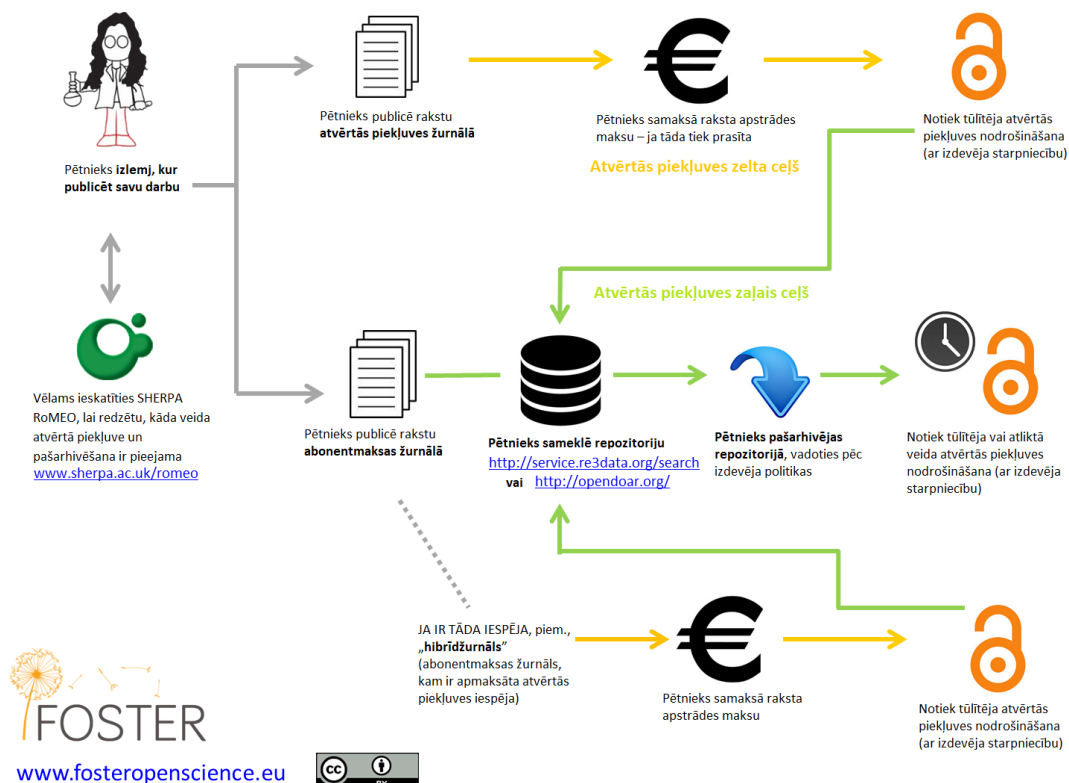 Pētnieks izlemj, kur
publicēt savu darbu
Pētnieks publicē rakstu
atvērtās piekļuves žurnālā
Pētnieks samaksā raksta apstrādes
maksu – ja tāda tiek prasīta
Atvērtās piekļuves zelta ceļš
Notiek tūlītēja atvērtās
piekļuves nodrošināšana
(ar izdevēja starpniecību)
Atvērtās piekļuves zaļais ceļš
Vēlams ieskatīties SHERPA
RoMEO, lai redzētu, kāda veida
atvērtā piekļuve un
pašarhivēšana ir pieejama
www.sherpa.ac.uk/romeo
Pētnieks publicē rakstu
abonentmaksas žurnālā
Pētnieks sameklē repozitoriju
http://service.re3data.org/search
vai http://opendoar.org/
Pētnieks pašarhivējas
repozitorijā, vadoties pēc
izdevēja politikas
Notiek tūlītēja vai atliktā
veida atvērtās piekļuves
nodrošināšana (ar izdevēja
starpniecību)
JA IR TĀDA IESPĒJA, piem.,
„hibrīdžurnāls”
(abonentmaksas žurnāls,
kam ir apmaksāta atvērtās
piekļuves iespēja)
Pētnieks samaksā raksta
apstrādes maksu
Notiek tūlītēja atvērtās
piekļuves nodrošināšana
(ar izdevēja starpniecību)
FOSTER
www.fosteropenscience.eu
cc
BY